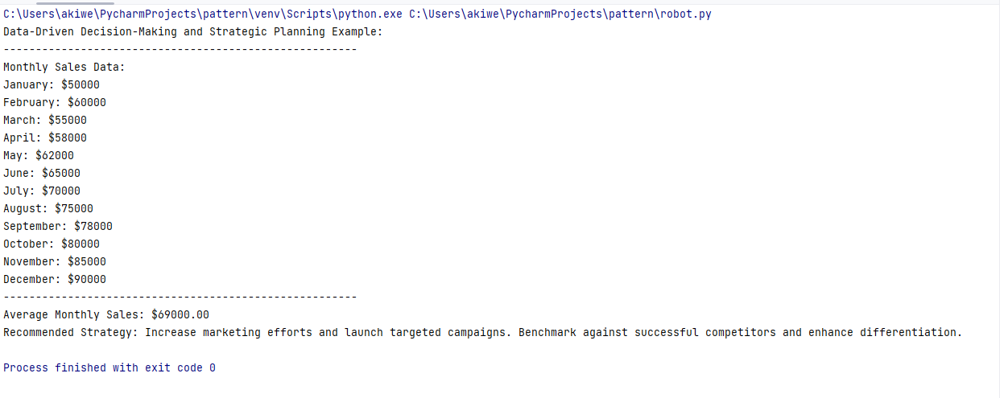 C:\Users\akiwe\PycharmProjects\pattern\venv\Scripts\python.exe C:\Users\akiwe\PycharmProjects\pattern\robot.py
Data-Driven Decision-Making and Strategic Planning Example:
-------------------------------------------------------
Monthly Sales Data:
January: $50000
February: $60000
March: $55000
April: $58000
May: $62000
June: $65000
July: $70000
August: $75000
September: $78000
October: $80000
November: $85000
December: $90000
-------------------------------------------------------
Average Monthly Sales: $69000.00
Recommended Strategy: Increase marketing efforts and launch targeted campaigns. Benchmark against successful competitors and enhance differentiation.
Process finished with exit code 0